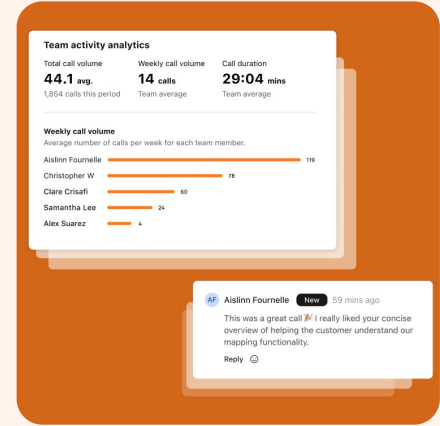 Team activity analytics
Total call volume Weekly call volume Call duration
44.1 avg. 14 calls 29:04 mins
1,854 calls this period Team average Team average
Weekly call volume
Average number of calls per week for each team member.
Aislinn Fournelle 119
Christopher W 78
Clare Crisafi 60
Samantha Lee 24
Alex Suarez 4
AF Aislinn Fournelle New 59 mins ago
This was a great call 🎉 I really liked your concise
overview of helping the customer understand our
mapping functionality.
Reply